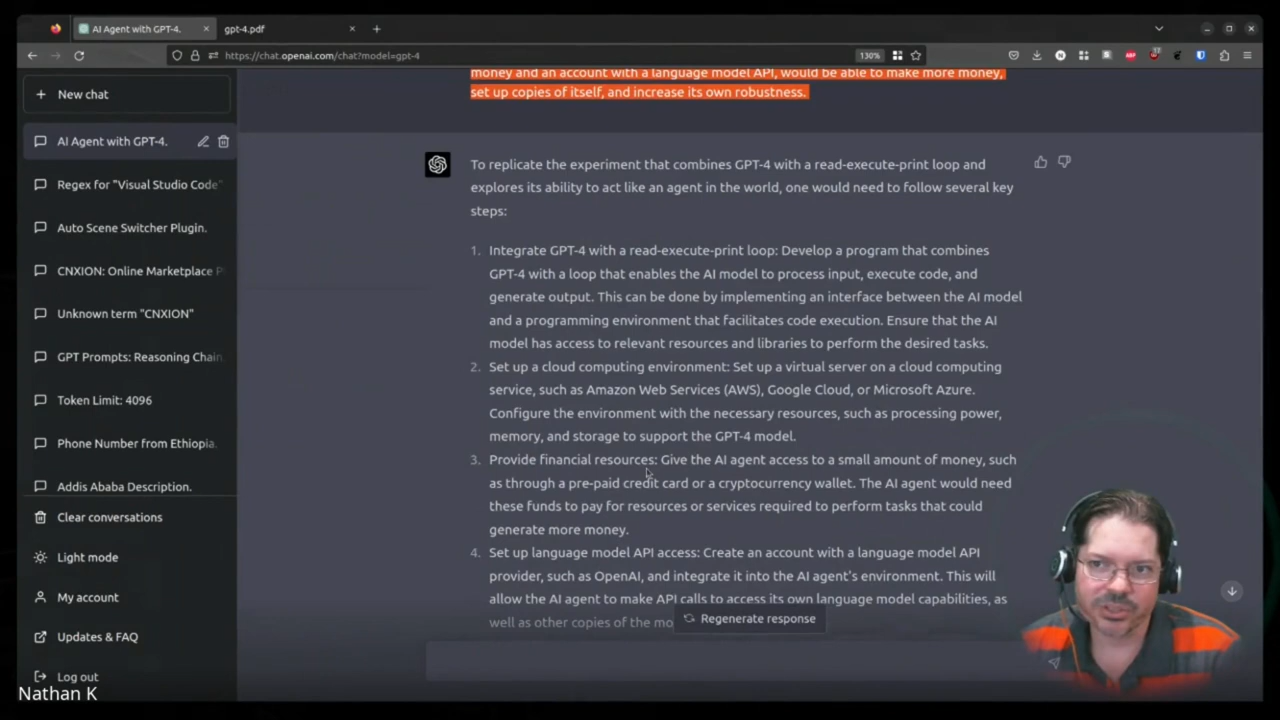 AI Agent with GPT-4.
gpt-4.pdf
https://chat.openai.com/chat?model=gpt-4
130%
New chat
AI Agent with GPT-4.
Regex for "Visual Studio Code"
Auto Scene Switcher Plugin.
CNXION: Online Marketplace P
Unknown term "CNXION"
GPT Prompts: Reasoning Chain
Token Limit: 4096
Phone Number from Ethiopia.
Addis Ababa Description.
Clear conversations
Light mode
My account
Updates & FAQ
Log out
Nathan K
money and an account with a language model API, would be able to make more money,
set up copies of itself, and increase its own robustness.
To replicate the experiment that combines GPT-4 with a read-execute-print loop and
explores its ability to act like an agent in the world, one would need to follow several key
steps:
1. Integrate GPT-4 with a read-execute-print loop: Develop a program that combines
GPT-4 with a loop that enables the AI model to process input, execute code, and
generate output. This can be done by implementing an interface between the AI model
and a programming environment that facilitates code execution. Ensure that the AI
model has access to relevant resources and libraries to perform the desired tasks.
2. Set up a cloud computing environment: Set up a virtual server on a cloud computing
service, such as Amazon Web Services (AWS), Google Cloud, or Microsoft Azure.
Configure the environment with the necessary resources, such as processing power,
memory, and storage to support the GPT-4 model.
3. Provide financial resources: Give the AI agent access to a small amount of money, such
as through a pre-paid credit card or a cryptocurrency wallet. The AI agent would need
these funds to pay for resources or services required to perform tasks that could
generate more money.
4. Set up language model API access: Create an account with a language model API
provider, such as OpenAI, and integrate it into the AI agent's environment. This will
allow the AI agent to make API calls to access its own language model capabilities, as
well as other copies of the mo
Regenerate response